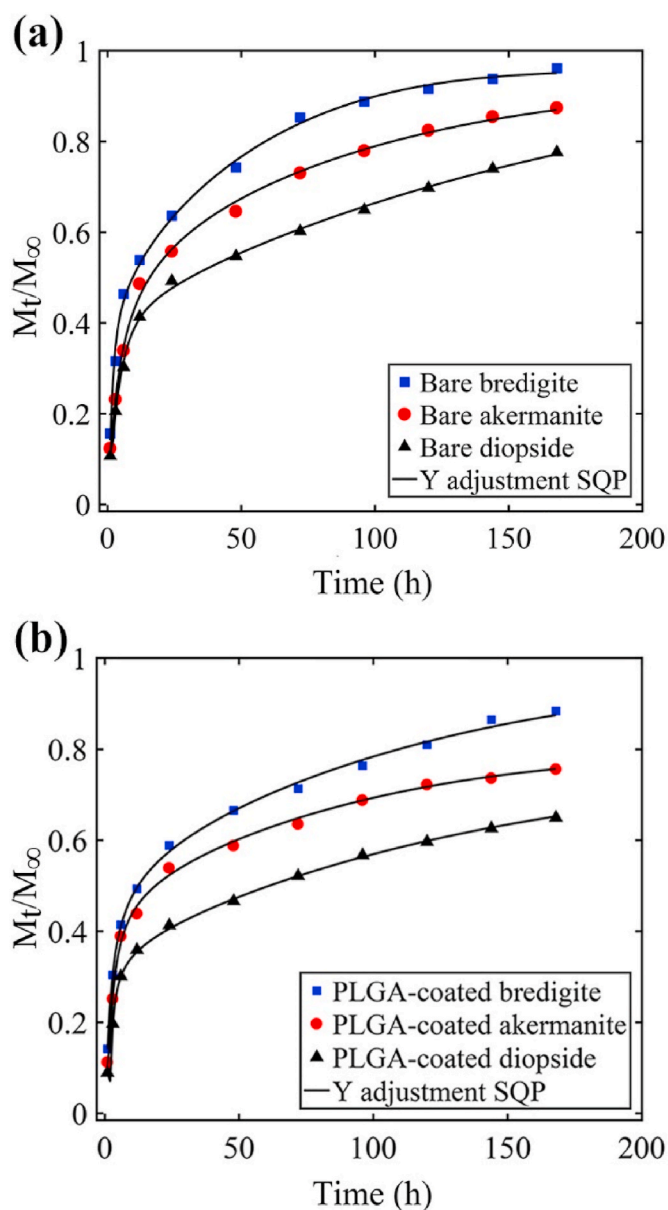 (a)
1
0.8
0.6
0.4
0.2
0
Mt/M∞
Bare bredigite
Bare akermanite
Bare diopside
Y adjustment SQP
0 50 100 150 200
Time (h)
(b)
1
0.8
0.6
0.4
0.2
0
Mt/M∞
PLGA-coated bredigite
PLGA-coated akermanite
PLGA-coated diopside
Y adjustment SQP
0 50 100 150 200
Time (h)